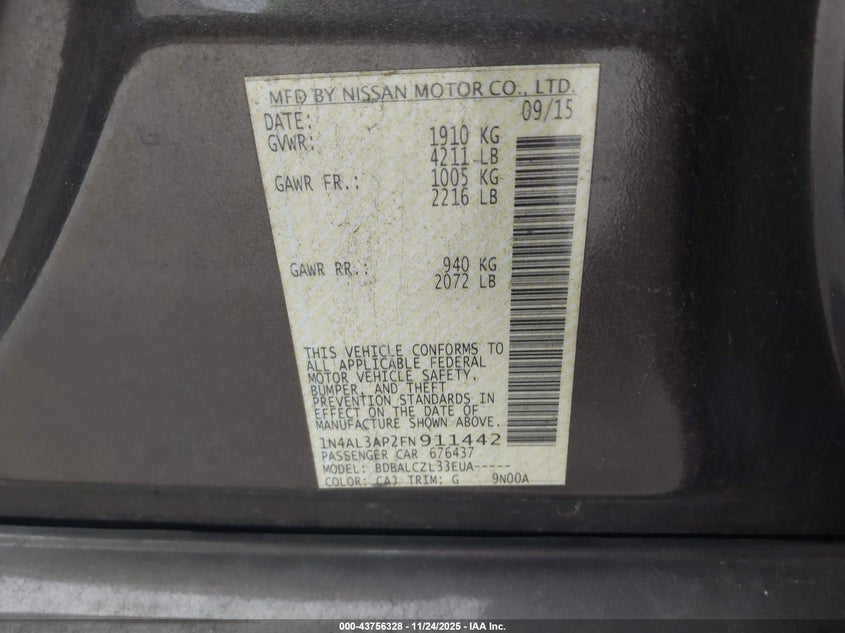 MFD BY NISSAN MOTOR CO., LTD.
DATE: 09/15
GVWR: 1910 KG
4211 LB
GAWR FR.: 1005 KG
2216 LB
GAWR RR.: 940 KG
2072 LB
THIS VEHICLE CONFORMS TO
ALL APPLICABLE FEDERAL
MOTOR VEHICLE SAFETY,
BUMPER, AND THEFT
PREVENTION STANDARDS IN
EFFECT ON THE DATE OF
MANUFACTURE SHOWN ABOVE.
1N4AL3AP2FN911442
PASSENGER CAR 676437
MODEL: BDBALCZL33EUA-----
COLOR: CAJ TRIM: G 9N00A
000-43756328 - 11/24/2025 - IAA Inc.